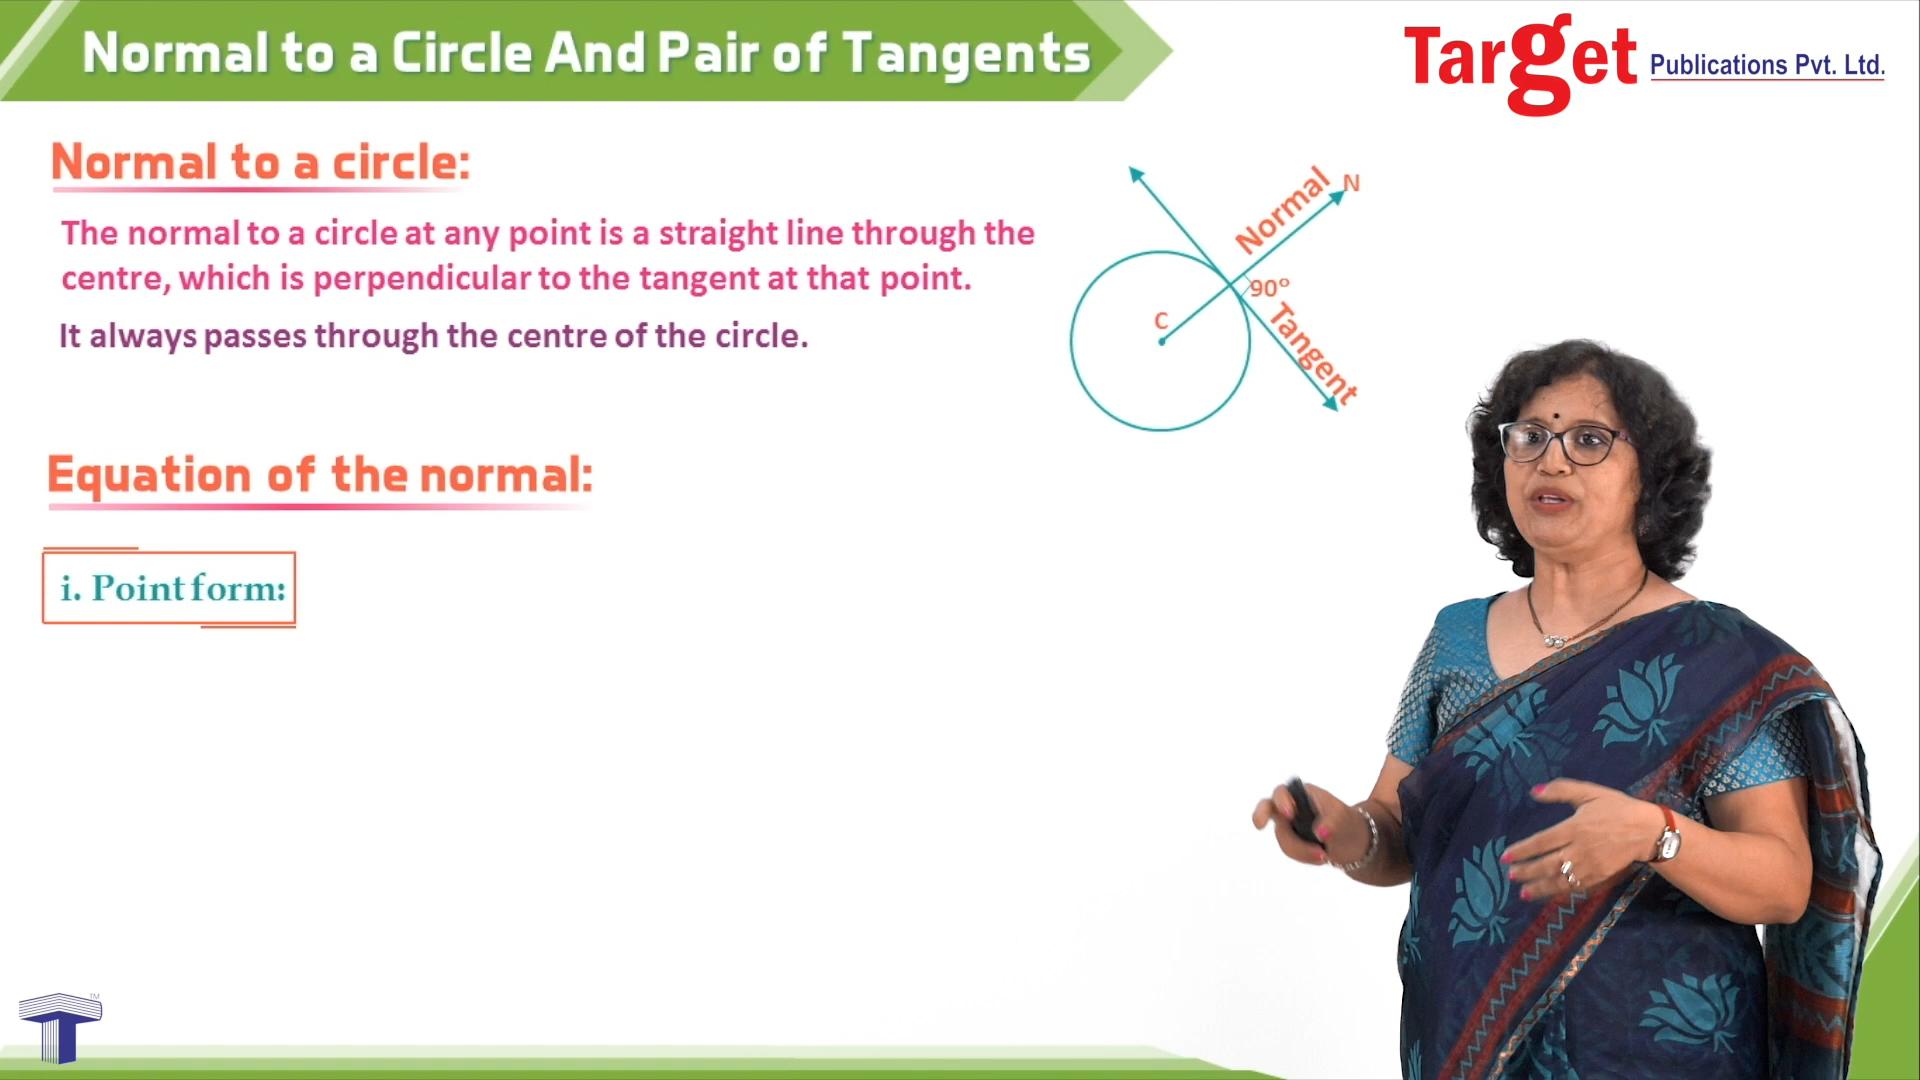 Normal to a Circle And Pair of Tangents
Target Publications Pvt. Ltd.
Normal to a circle:
The normal to a circle at any point is a straight line through the
centre, which is perpendicular to the tangent at that point.
It always passes through the centre of the circle.
Normal
N
90°
C
Tangent
Equation of the normal:
i. Point form:
T
TM